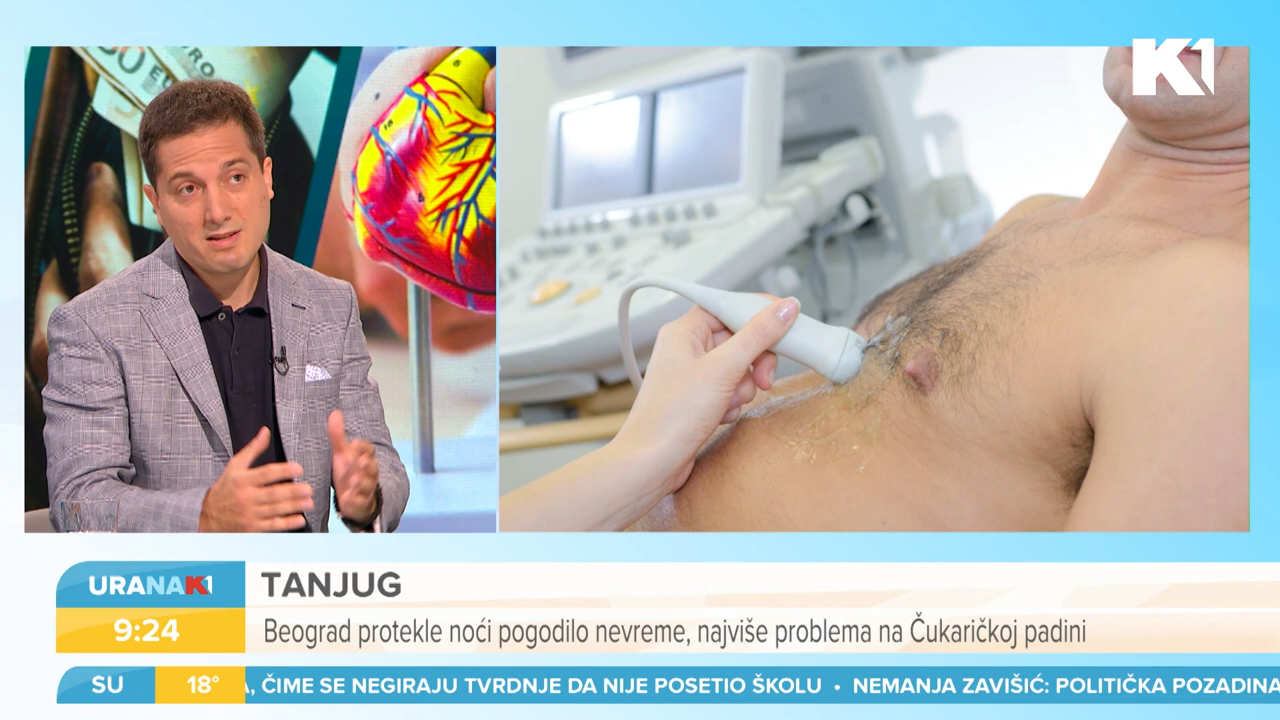 K1
URANAK1
TANJUG
9:24
Beograd protekle noći pogodilo nevreme, najviše problema na Čukaričkoj padini
SU
18°
, ČIME SE NEGIRAJU TVRDNJE DA NIJE POSETIO ŠKOLU • NEMANJA ZAVIŠIĆ: POLITIČKA POZADINA